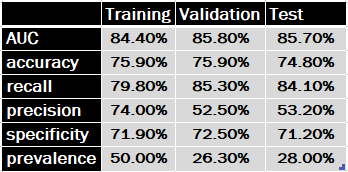 Training Validation Test
AUC 84.40% 85.80% 85.70%
accuracy 75.90% 75.90% 74.80%
recall 79.80% 85.30% 84.10%
precision 74.00% 52.50% 53.20%
specificity 71.90% 72.50% 71.20%
prevalence 50.00% 26.30% 28.00%